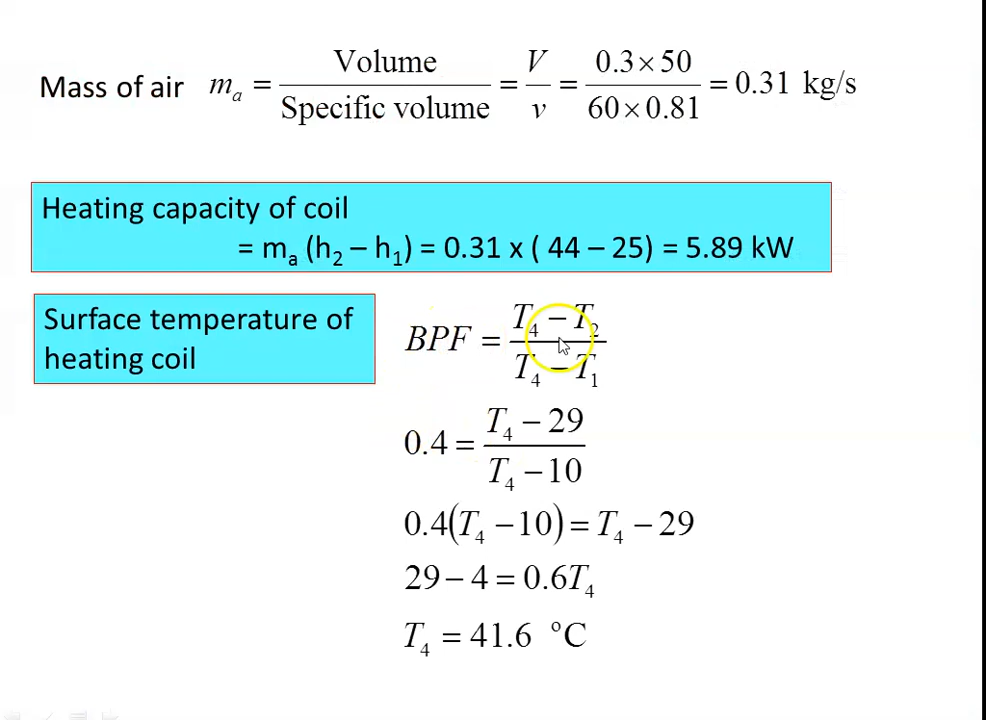 Mass of air m_a = Volume / Specific volume = V / v = 0.3 × 50 / 60 × 0.81 = 0.31 kg/s
Heating capacity of coil
= m_a (h_2 – h_1) = 0.31 x ( 44 – 25) = 5.89 kW
Surface temperature of
heating coil
BPF = T_4 − T_2 / T_4 − T_1
0.4 = T_4 − 29 / T_4 − 10
0.4(T_4 − 10) = T_4 − 29
29 − 4 = 0.6T_4
T_4 = 41.6 °C